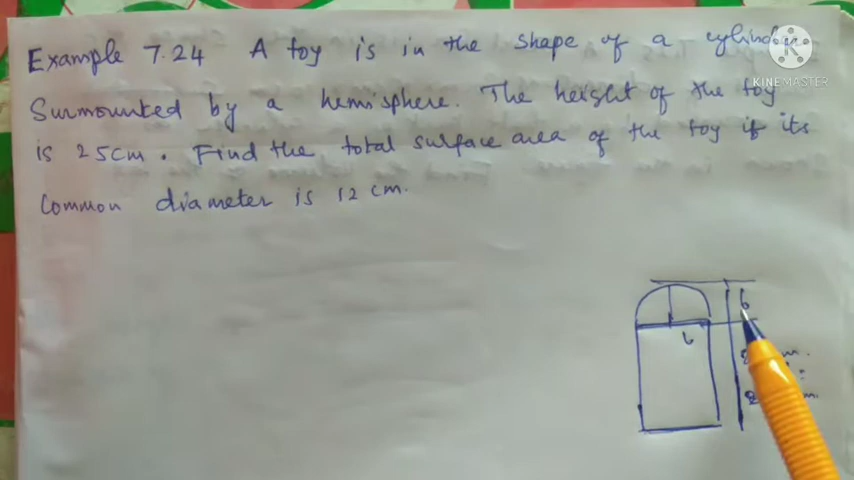 Example 7.24 A toy is in the shape of a cylinder
Surmounted by a hemisphere. The height of the toy
is 25cm. Find the total surface area of the toy if its
Common diameter is 12 cm.
K
KINEMASTER
6
6